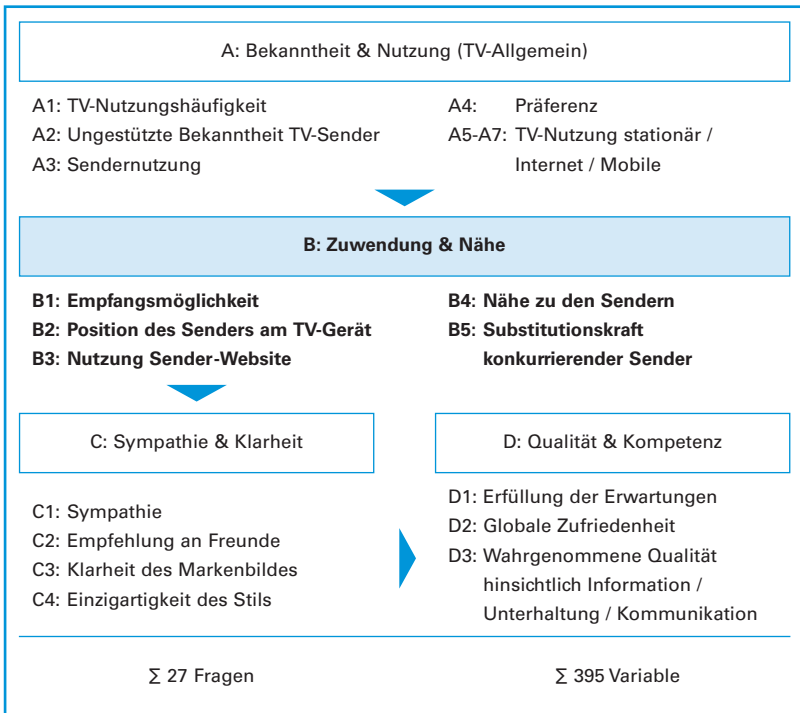 A: Bekanntheit & Nutzung (TV-Allgemein)
A1: TV-Nutzungshäufigkeit
A2: Ungestützte Bekanntheit TV-Sender
A3: Sendernutzung
A4: Präferenz
A5-A7: TV-Nutzung stationär /
Internet / Mobile
B: Zuwendung & Nähe
B1: Empfangsmöglichkeit
B2: Position des Senders am TV-Gerät
B3: Nutzung Sender-Website
B4: Nähe zu den Sendern
B5: Substitutionskraft
konkurrierender Sender
C: Sympathie & Klarheit
C1: Sympathie
C2: Empfehlung an Freunde
C3: Klarheit des Markenbildes
C4: Einzigartigkeit des Stils
D: Qualität & Kompetenz
D1: Erfüllung der Erwartungen
D2: Globale Zufriedenheit
D3: Wahrgenommene Qualität
hinsichtlich Information /
Unterhaltung / Kommunikation
∑ 27 Fragen
∑ 395 Variable